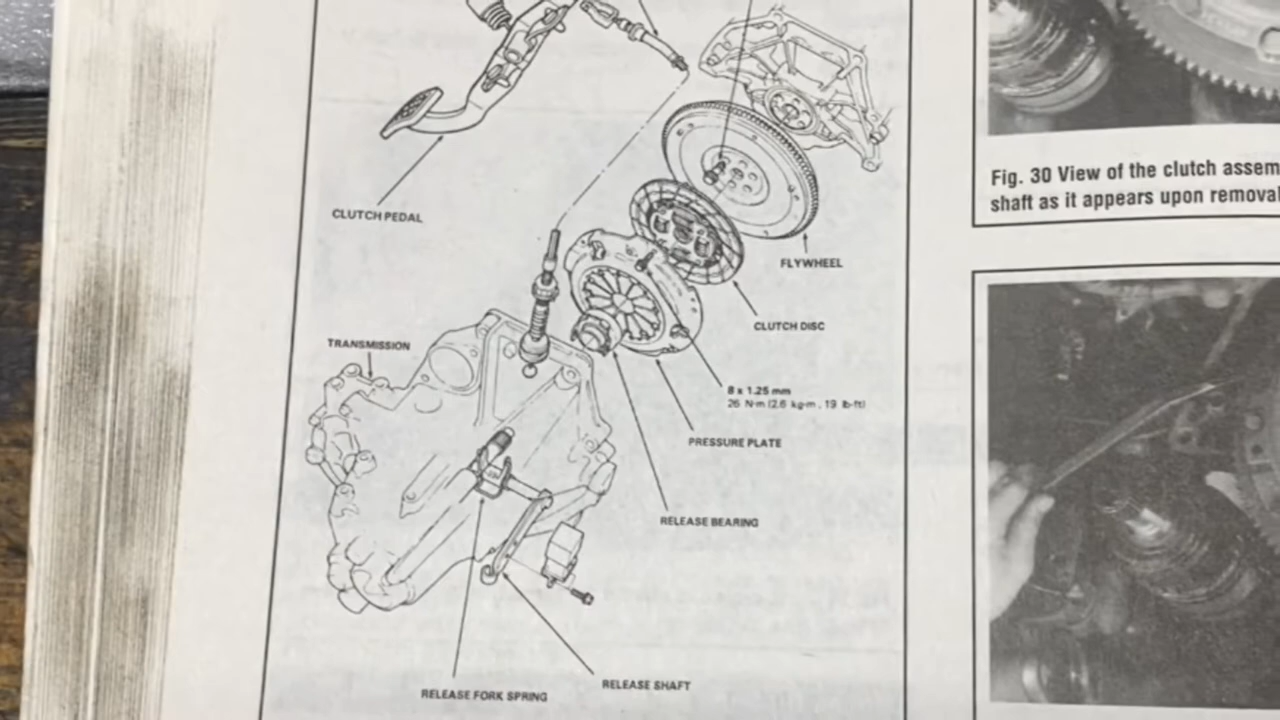 CLUTCH PEDAL
FLYWHEEL
CLUTCH DISC
TRANSMISSION
8 x 1.25 mm
26 N·m (2.6 kg-m, 19 lb-ft)
PRESSURE PLATE
RELEASE BEARING
RELEASE SHAFT
RELEASE FORK SPRING
Fig. 30 View of the clutch assem
shaft as it appears upon removal